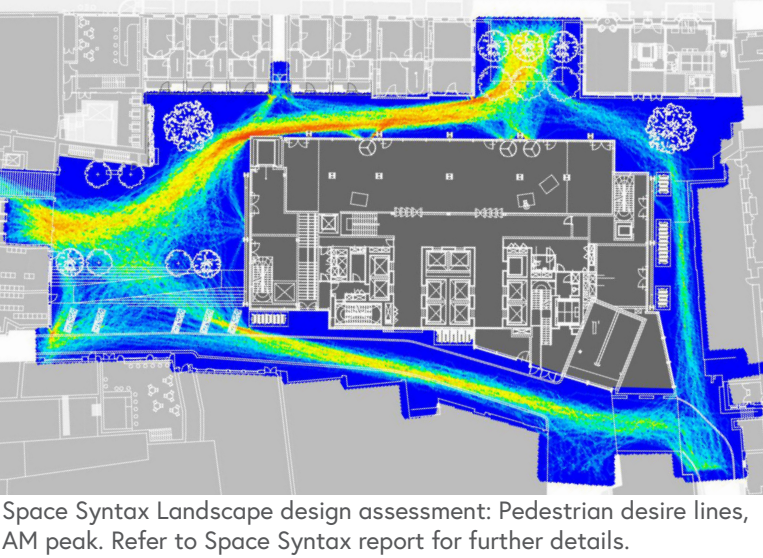 Space Syntax Landscape design assessment: Pedestrian desire lines,
AM peak. Refer to Space Syntax report for further details.